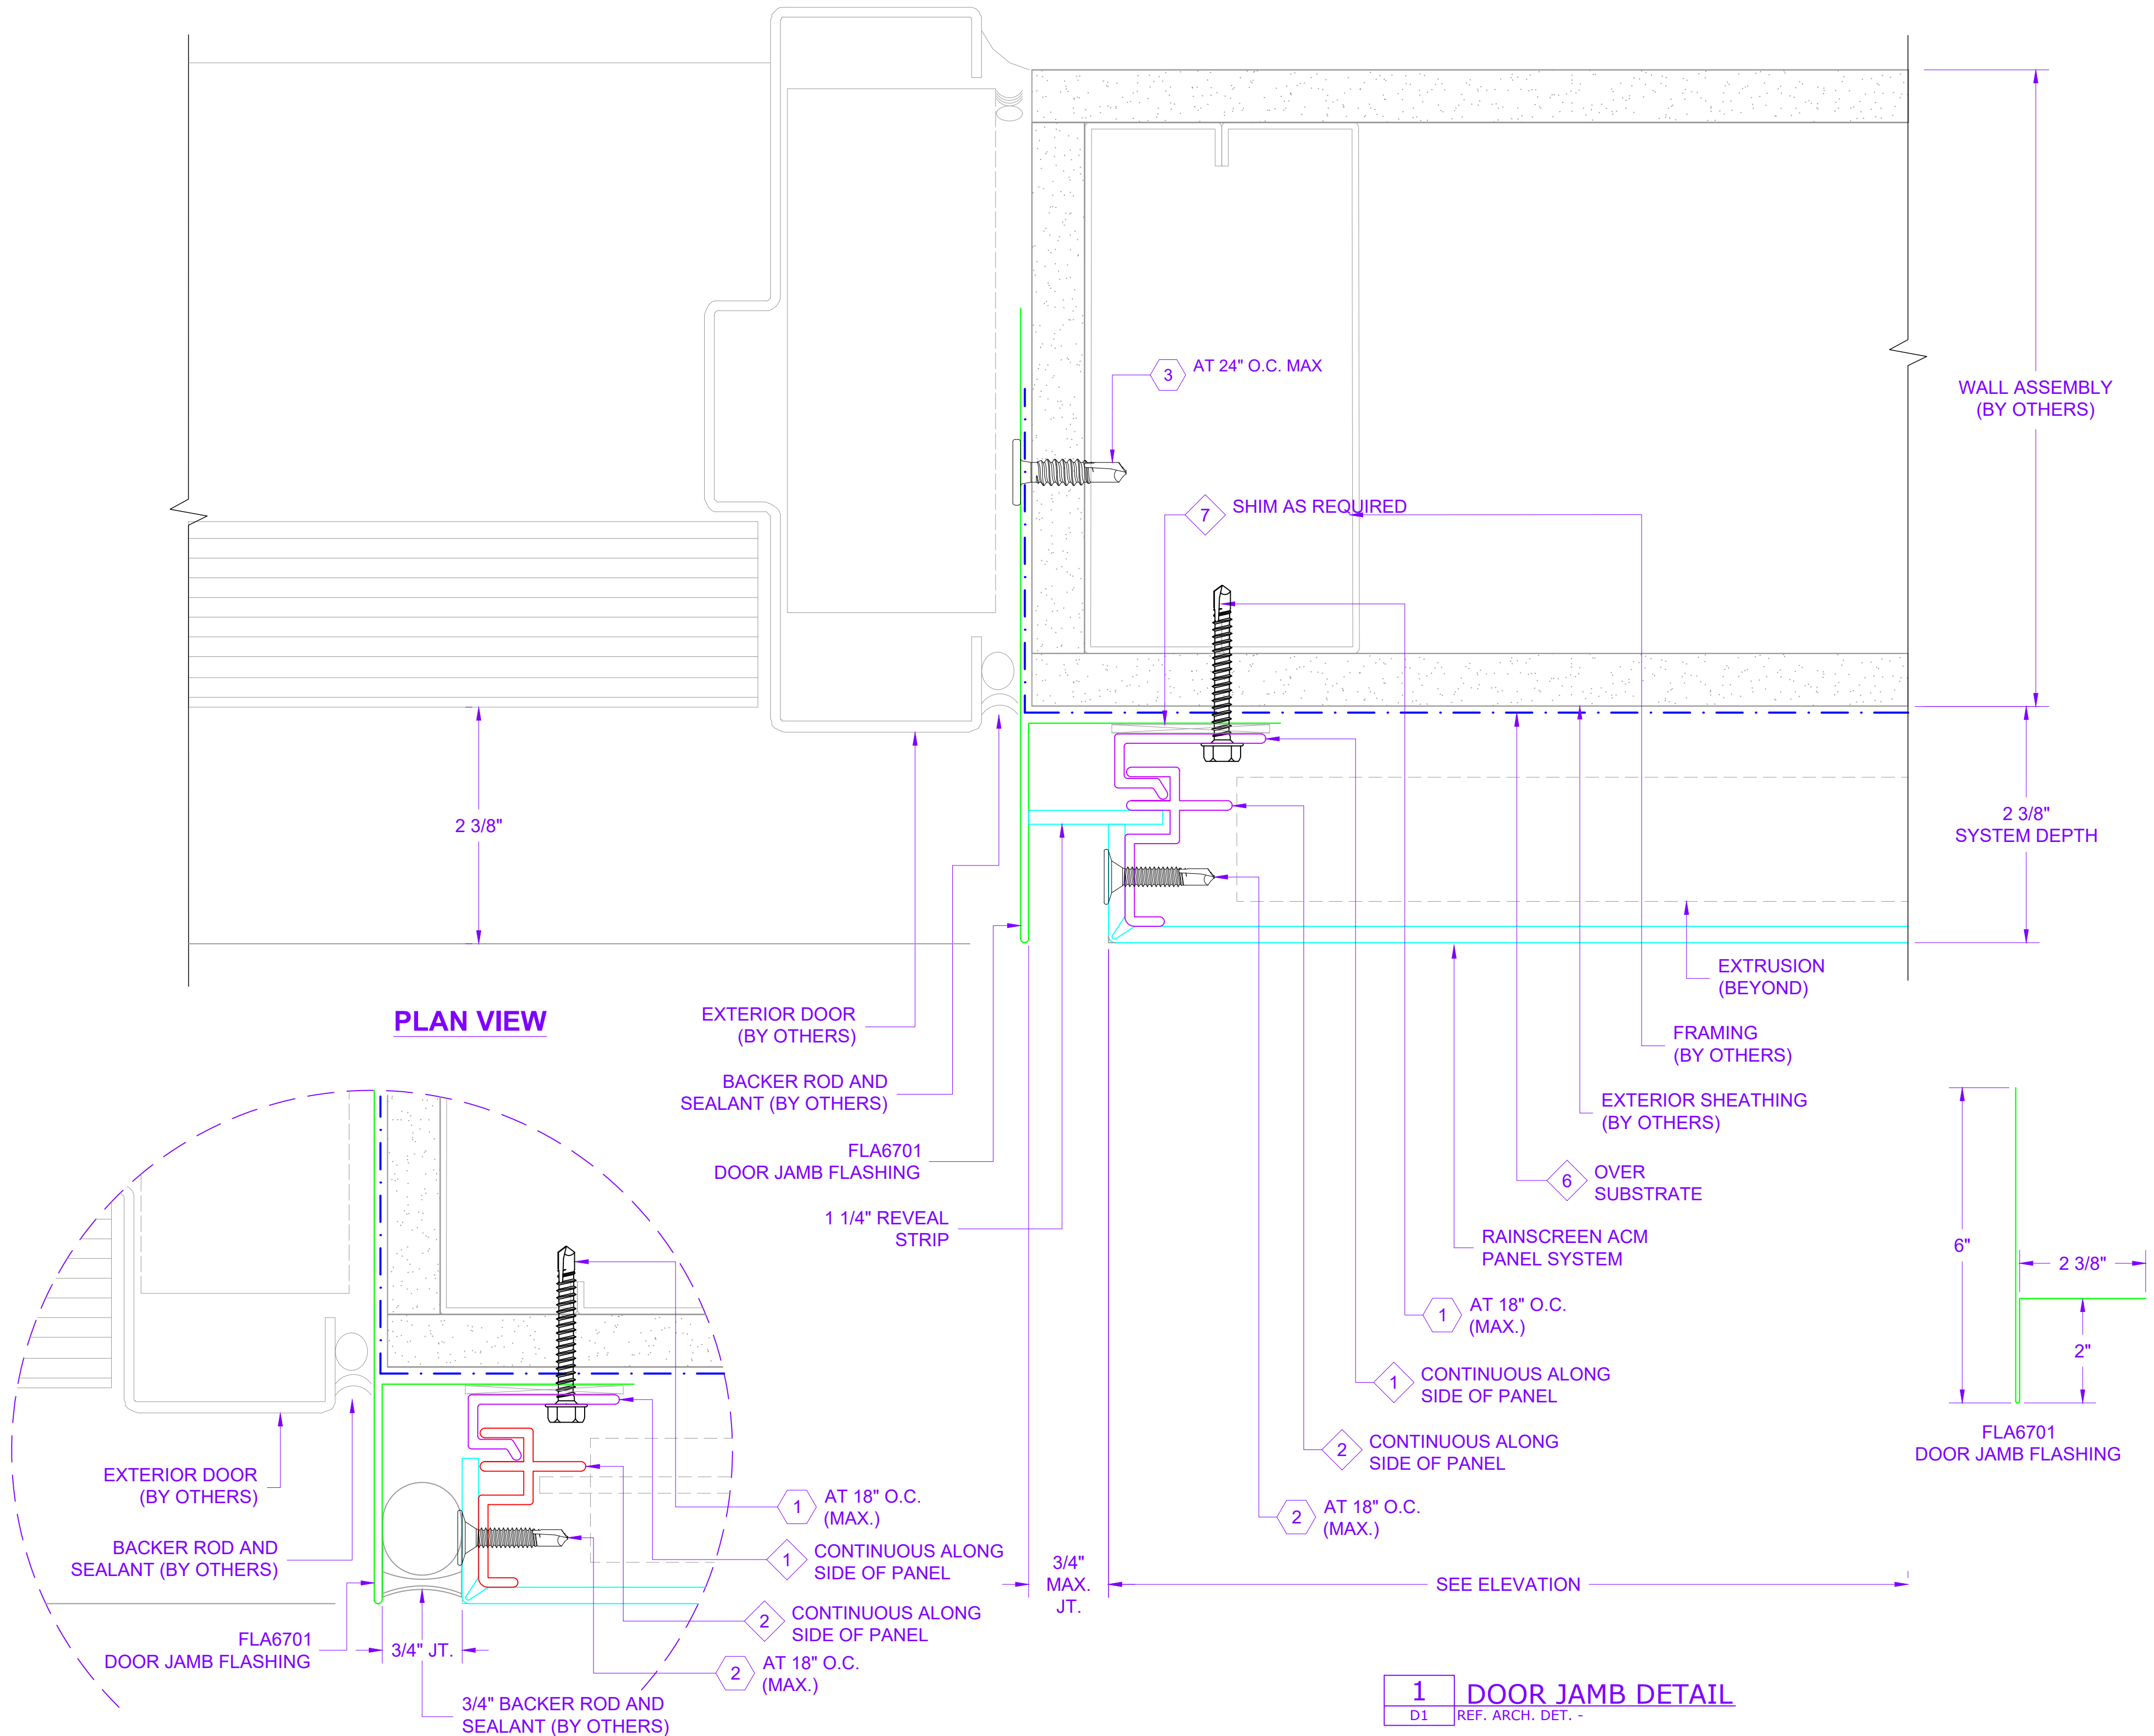 3
AT 24" O.C. MAX
WALL ASSEMBLY
(BY OTHERS)
7
SHIM AS REQUIRED
2 3/8"
2 3/8"
SYSTEM DEPTH
EXTRUSION
(BEYOND)
PLAN VIEW
EXTERIOR DOOR
(BY OTHERS)
FRAMING
(BY OTHERS)
BACKER ROD AND
SEALANT (BY OTHERS)
EXTERIOR SHEATHING
(BY OTHERS)
FLA6701
DOOR JAMB FLASHING
6
OVER
SUBSTRATE
1 1/4" REVEAL
STRIP
RAINSCREEN ACM
PANEL SYSTEM
1
AT 18" O.C.
(MAX.)
1
CONTINUOUS ALONG
SIDE OF PANEL
2
CONTINUOUS ALONG
SIDE OF PANEL
2
AT 18" O.C.
(MAX.)
6"
2 3/8"
2"
FLA6701
DOOR JAMB FLASHING
3/4"
MAX.
JT.
SEE ELEVATION
EXTERIOR DOOR
(BY OTHERS)
BACKER ROD AND
SEALANT (BY OTHERS)
FLA6701
DOOR JAMB FLASHING
3/4" JT.
3/4" BACKER ROD AND
SEALANT (BY OTHERS)
1
AT 18" O.C.
(MAX.)
1
CONTINUOUS ALONG
SIDE OF PANEL
2
CONTINUOUS ALONG
SIDE OF PANEL
2
AT 18" O.C.
(MAX.)
1
DOOR JAMB DETAIL
D1
REF. ARCH. DET. -